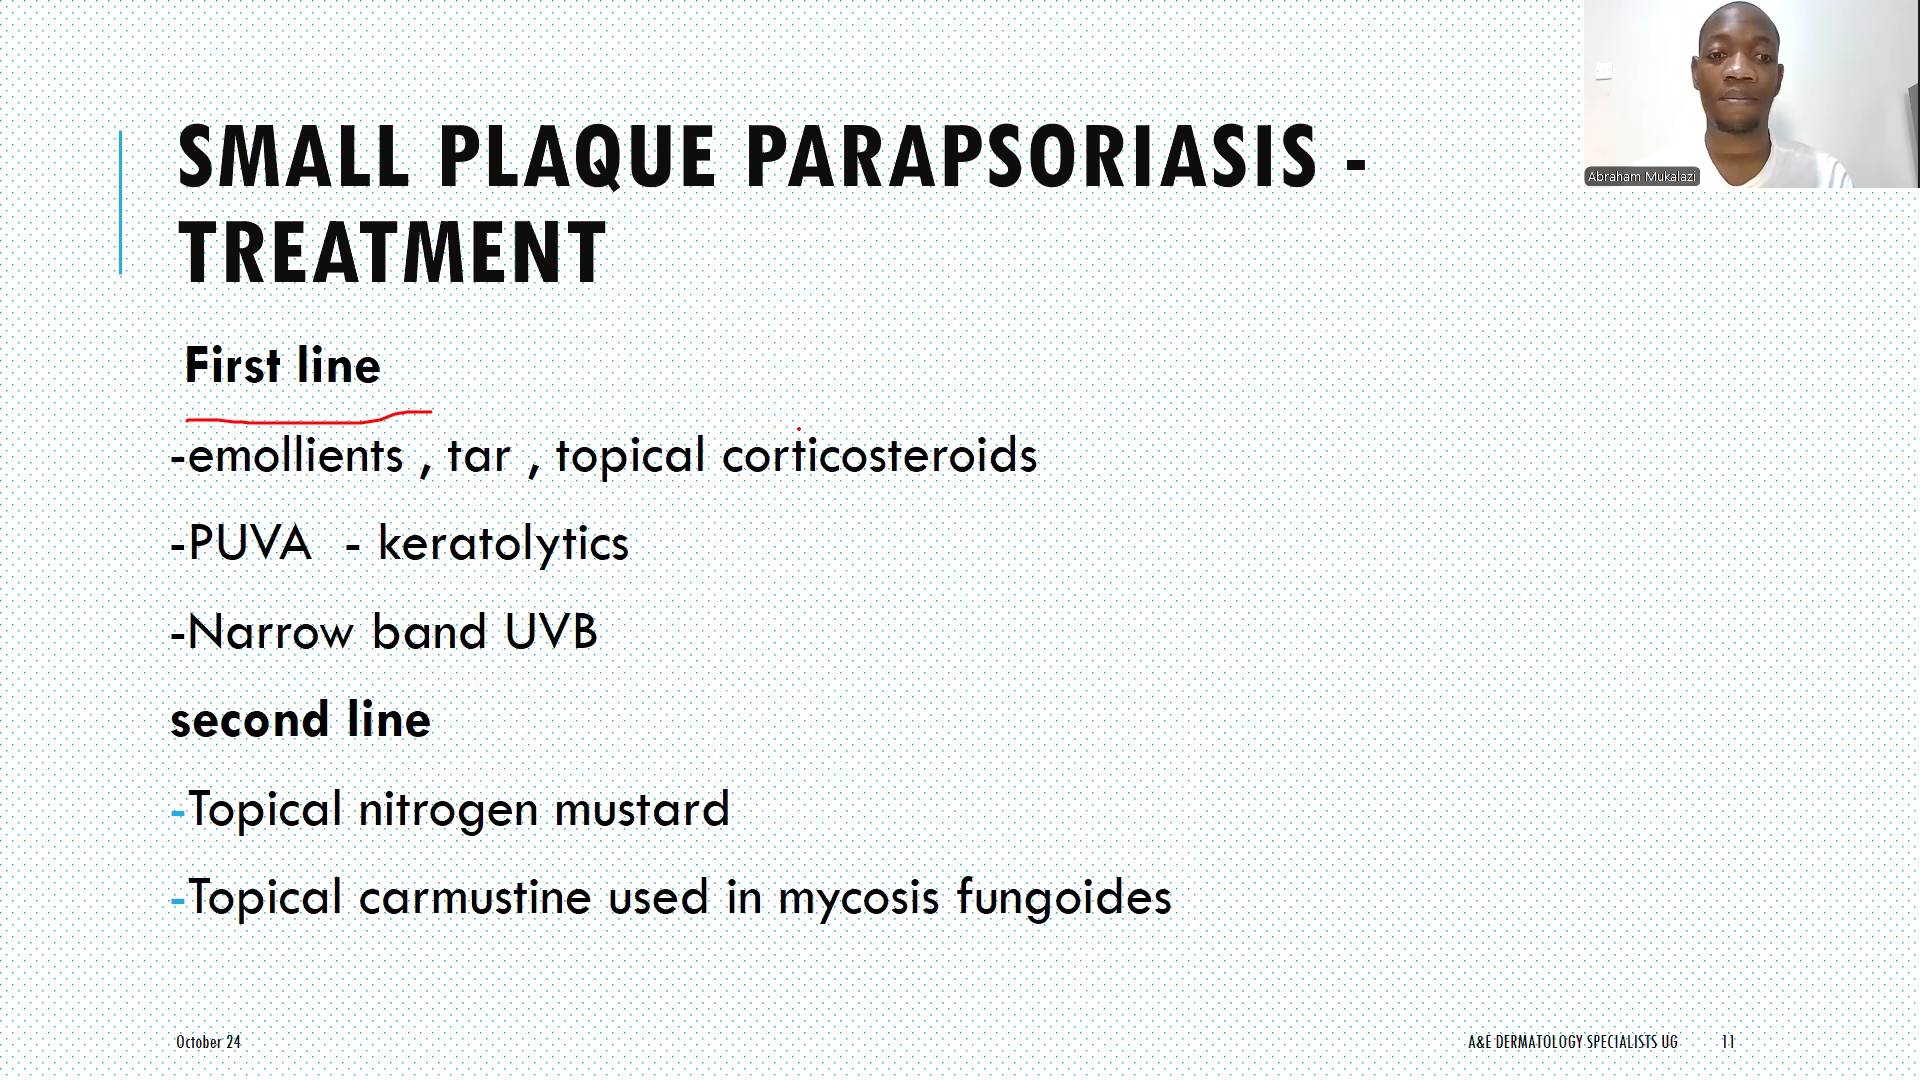 SMALL PLAQUE PARAPSORIASIS -
TREATMENT
Abraham Mukalazi
First line
-emollients , tar , topical corticosteroids
-PUVA  - keratolytics
-Narrow band UVB
second line
-Topical nitrogen mustard
-Topical carmustine used in mycosis fungoides
October 24
A&E DERMATOLOGY SPECIALISTS UG
11